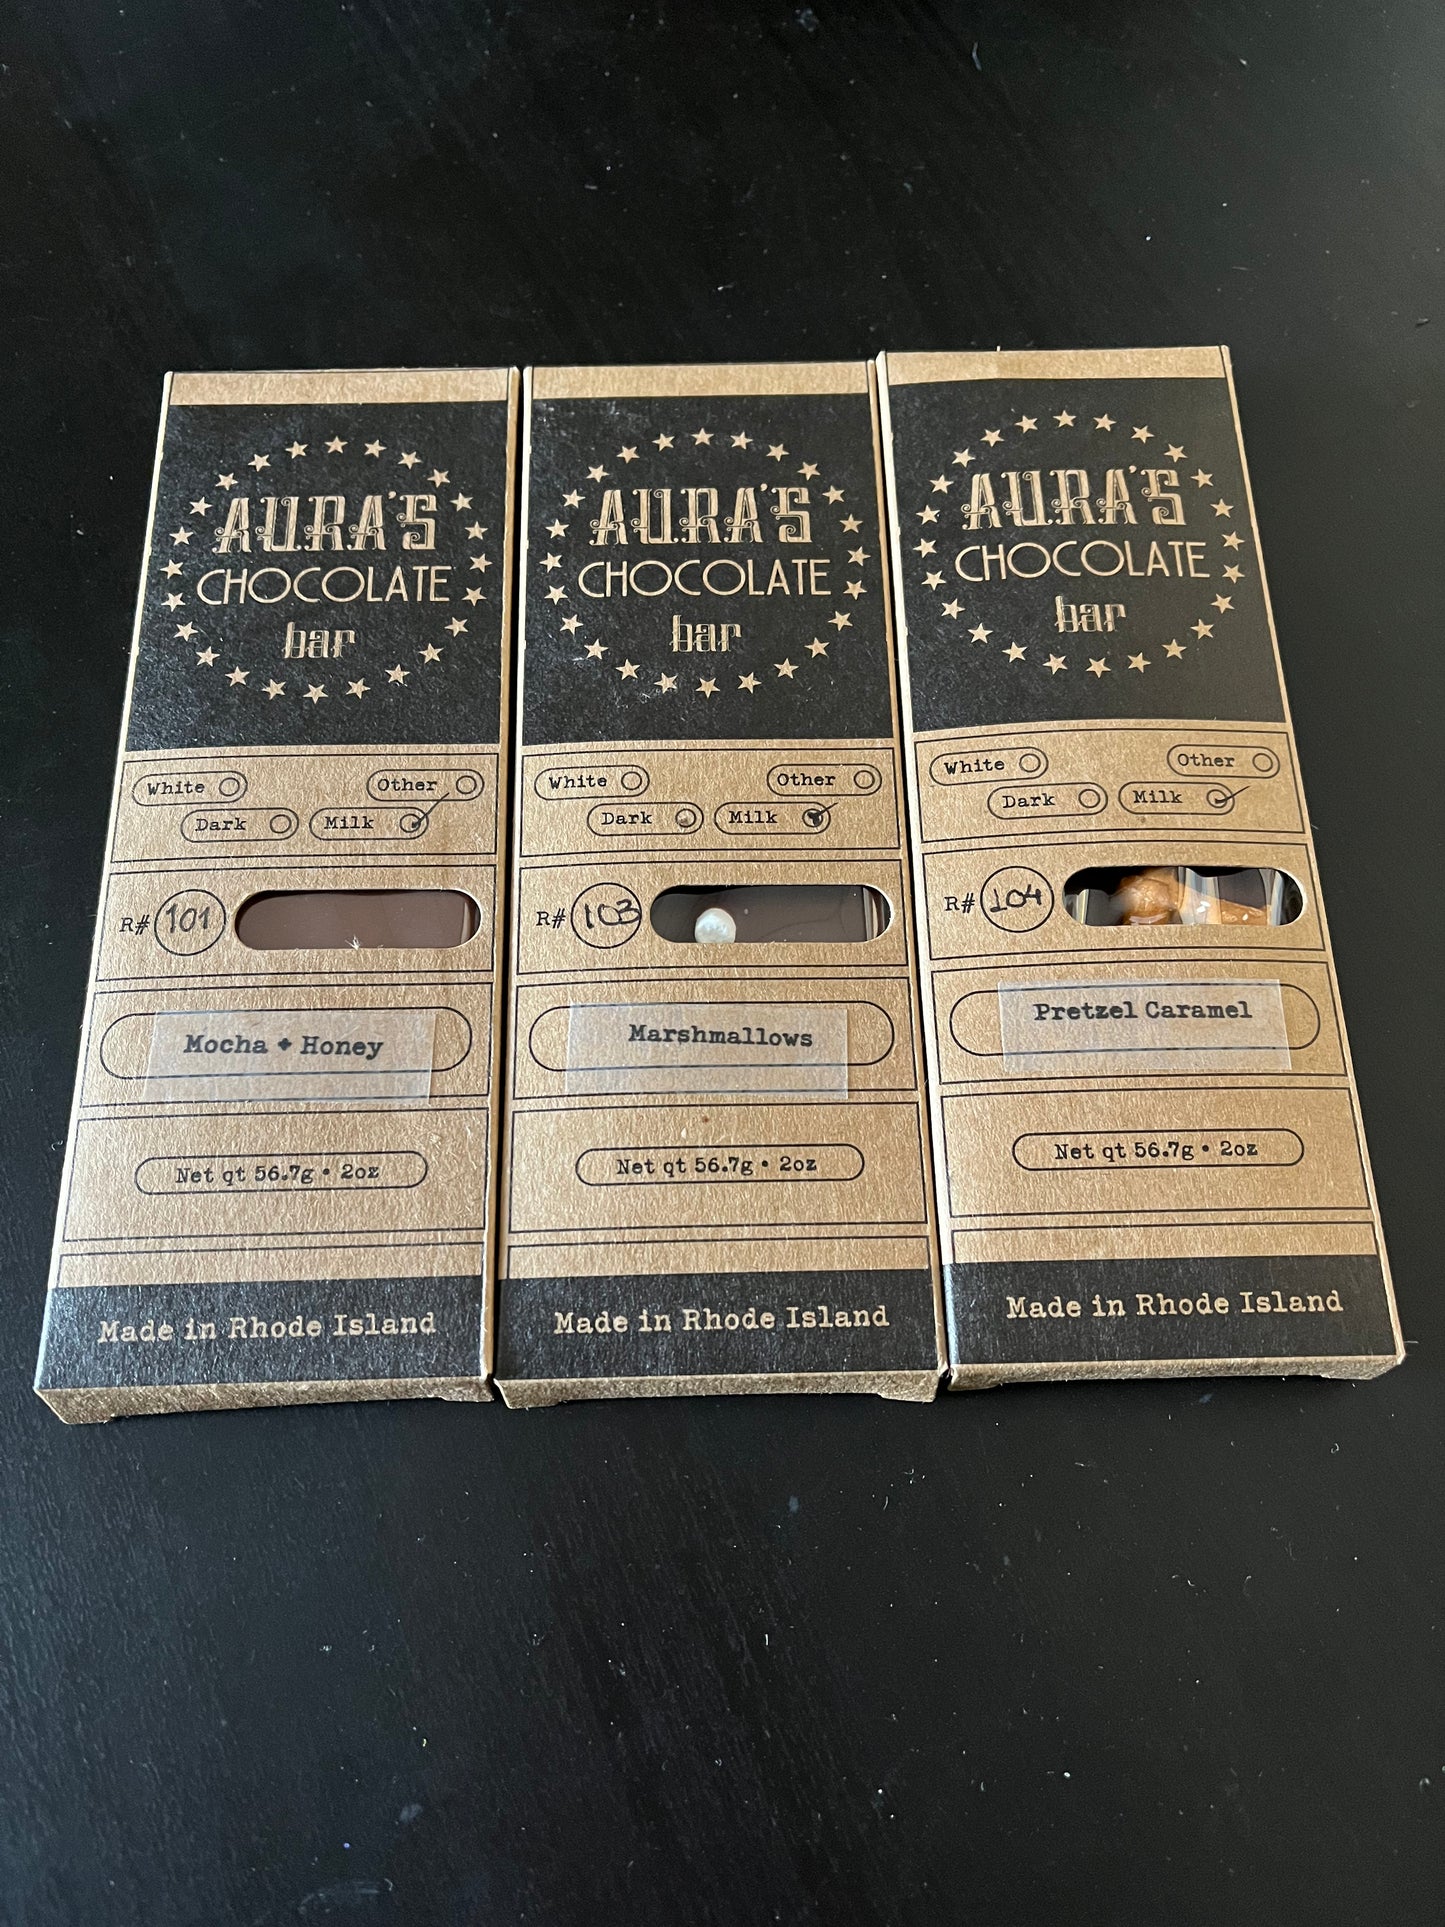 AURA'S
CHOCOLATE
bar
White
Other
Dark
Milk
R# 101
Mocha + Honey
Net qt 56.7g • 2oz
Made in Rhode Island
AURA'S
CHOCOLATE
bar
White
Other
Dark
Milk
R# 103
Marshmallows
Net qt 56.7g • 2oz
Made in Rhode Island
AURA'S
CHOCOLATE
bar
White
Other
Dark
Milk
R# 104
Pretzel Caramel
Net qt 56.7g • 2oz
Made in Rhode Island